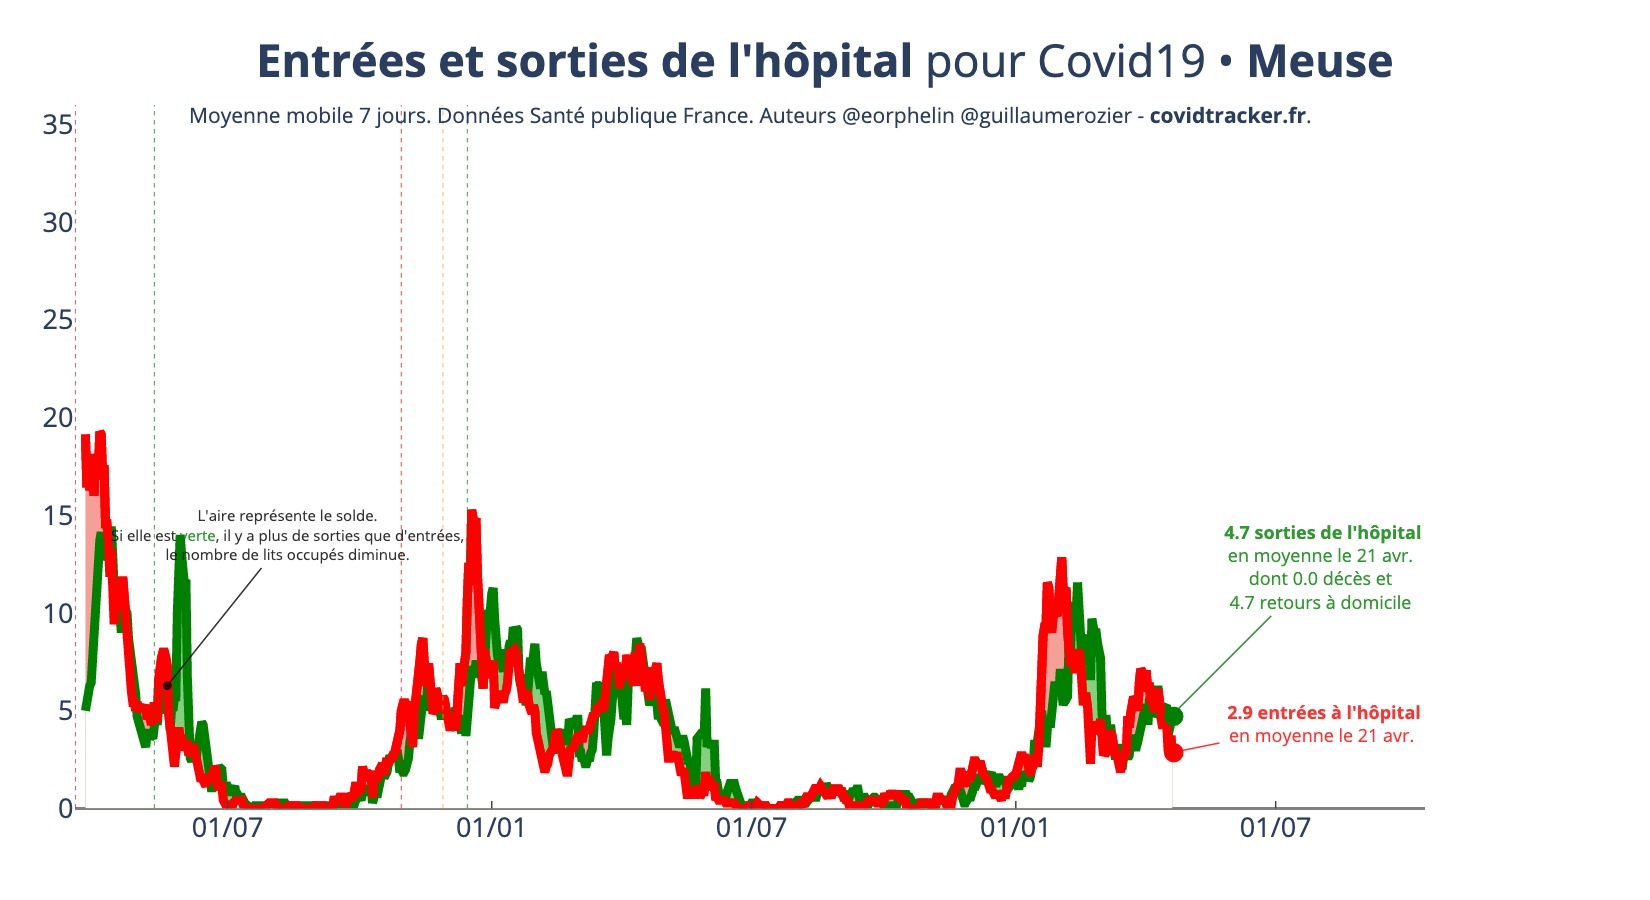 Entrées et sorties de l'hôpital pour Covid19 • Meuse
Moyenne mobile 7 jours. Données Santé publique France. Auteurs @eorphelin @guillaumerozier - covidtracker.fr.
35
30
25
20
15
10
5
0
L'aire représente le solde.
Si elle est verte, il y a plus de sorties que d'entrées,
le nombre de lits occupés diminue.
4.7 sorties de l'hôpital
en moyenne le 21 avr.
dont 0.0 décès et
4.7 retours à domicile
2.9 entrées à l'hôpital
en moyenne le 21 avr.
01/07 01/01 01/07 01/01 01/07